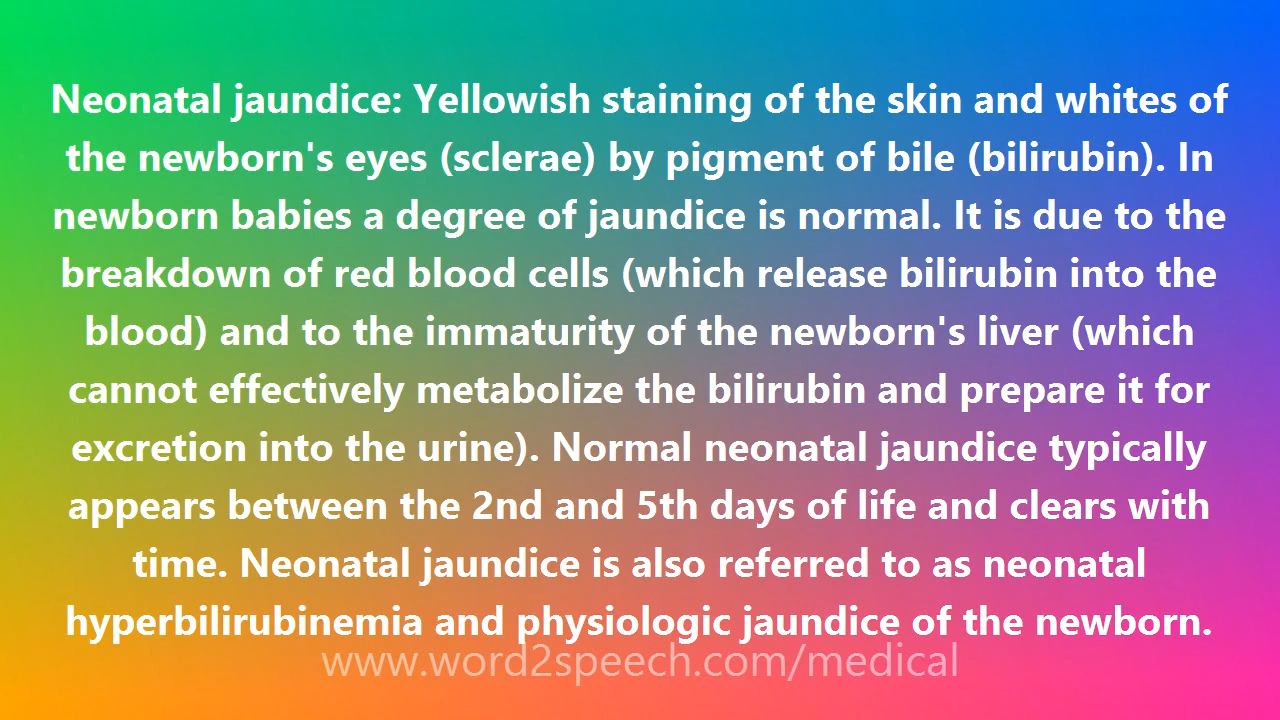 Neonatal jaundice: Yellowish staining of the skin and whites of
the newborn's eyes (sclerae) by pigment of bile (bilirubin). In
newborn babies a degree of jaundice is normal. It is due to the
breakdown of red blood cells (which release bilirubin into the
blood) and to the immaturity of the newborn's liver (which
cannot effectively metabolize the bilirubin and prepare it for
excretion into the urine). Normal neonatal jaundice typically
appears between the 2nd and 5th days of life and clears with
time. Neonatal jaundice is also referred to as neonatal
hyperbilirubinemia and physiologic jaundice of the newborn.
www.word2speech.com/medical